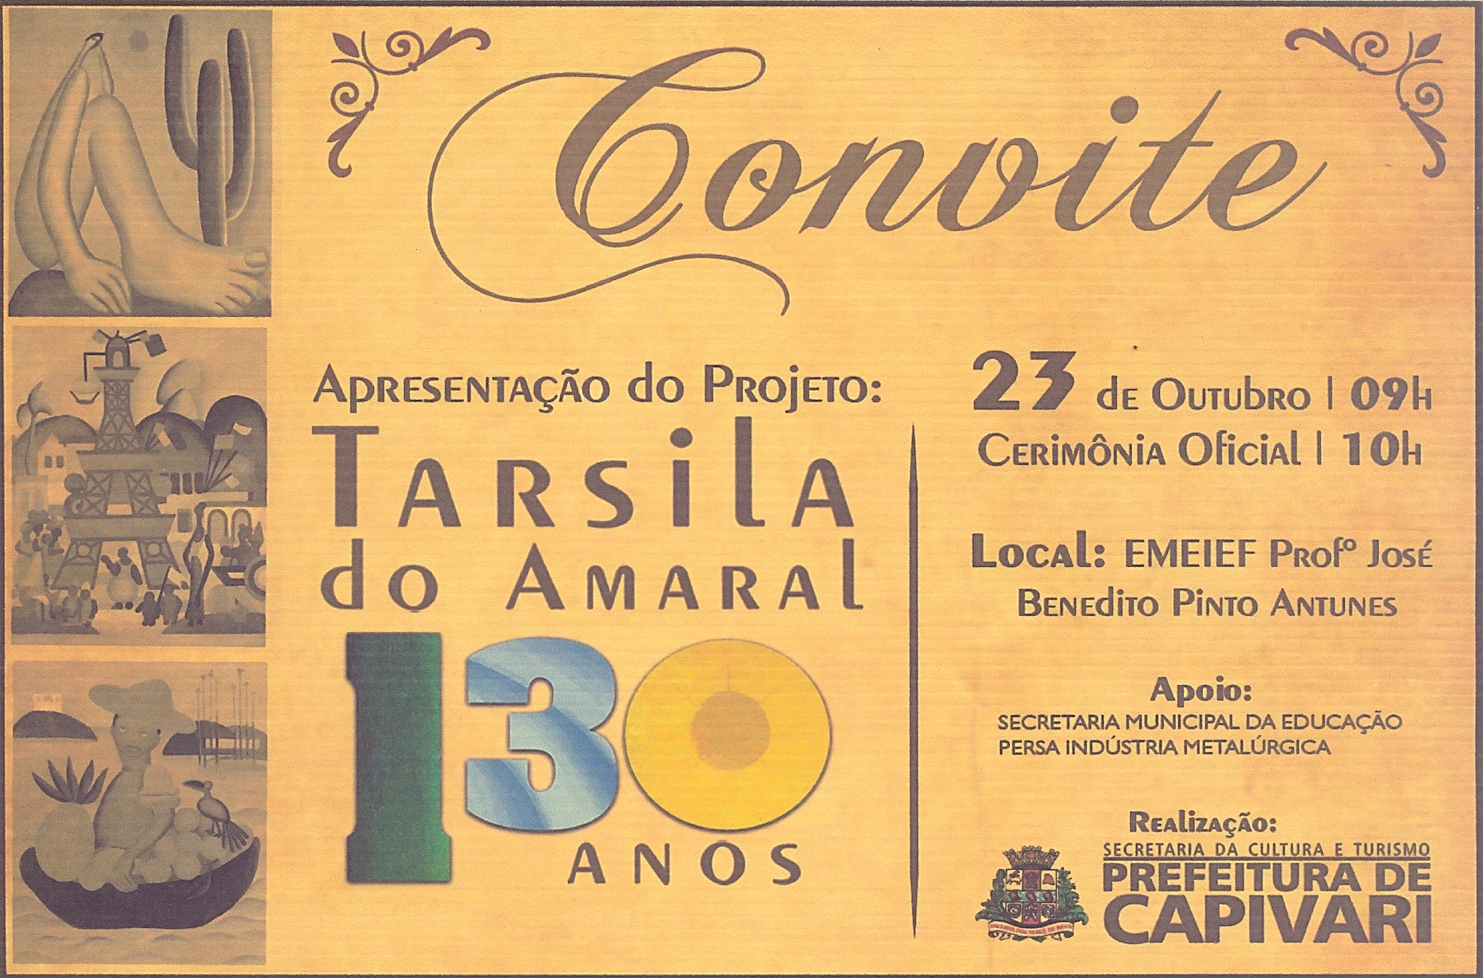 Convite
Apresentação do Projeto:
Tarsila
do Amaral
130
ANOS
23 de Outubro | 09h
Cerimônia Oficial | 10h
Local: EMEIEF Profº José
Benedito Pinto Antunes
Apoio:
SECRETARIA MUNICIPAL DA EDUCAÇÃO
PERSA INDÚSTRIA METALÚRGICA
Realização:
SECRETARIA DA CULTURA E TURISMO
PREFEITURA DE
CAPIVARI